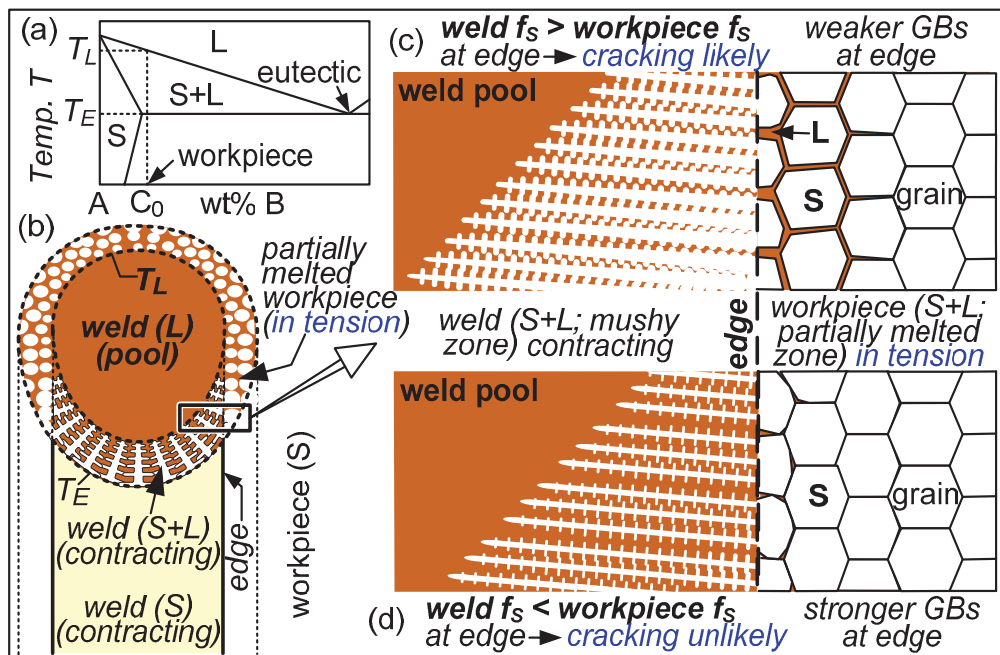 (a)
T_L
L
eutectic
S+L
T_E
S
Temp. T
workpiece
A C₀ wt% B
(b)
partially
melted
workpiece
(in tension)
T_L
weld (L)
(pool)
T_E
weld (S+L)
(contracting)
edge
workpiece (S)
weld (S)
(contracting)
(c)
weld f_S > workpiece f_S
at edge → cracking likely
weaker GBs
at edge
weld pool
L
S
grain
weld (S+L; mushy
zone) contracting
edge
workpiece (S+L;
partially melted
zone) in tension
weld pool
S
grain
(d)
weld f_S < workpiece f_S
at edge → cracking unlikely
stronger GBs
at edge